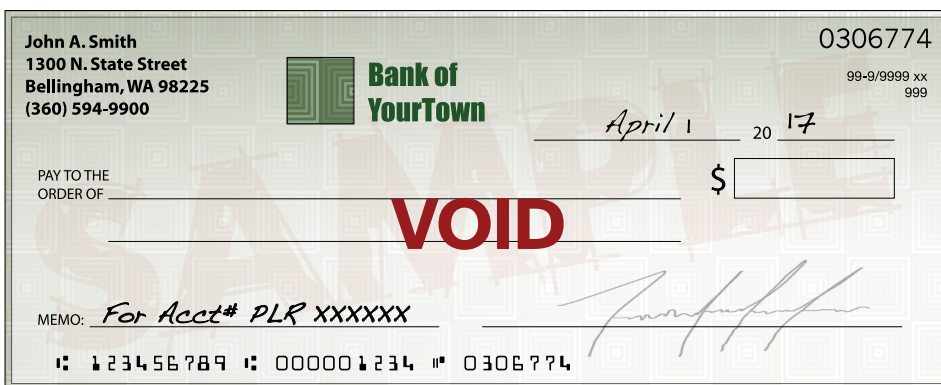 John A. Smith
1300 N. State Street
Bellingham, WA 98225
(360) 594-9900
Bank of
YourTown
0306774
99-9/9999 xx
999
April 1 20 17
PAY TO THE
ORDER OF
$
SAMPLE
VOID
MEMO: For Acct# PLR XXXXXX
⑆ 123456789 ⑆ 000001234 ⑈ 0306774